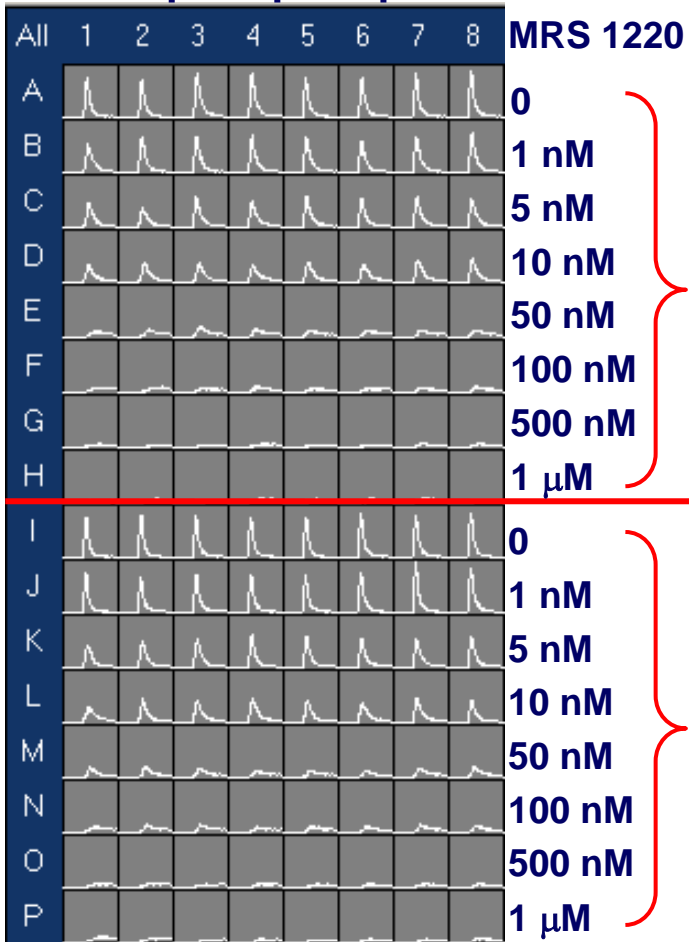 All 1 2 3 4 5 6 7 8 MRS 1220
A 0
B 1 nM
C 5 nM
D 10 nM
E 50 nM
F 100 nM
G 500 nM
H 1 μM
I 0
J 1 nM
K 5 nM
L 10 nM
M 50 nM
N 100 nM
O 500 nM
P 1 μM